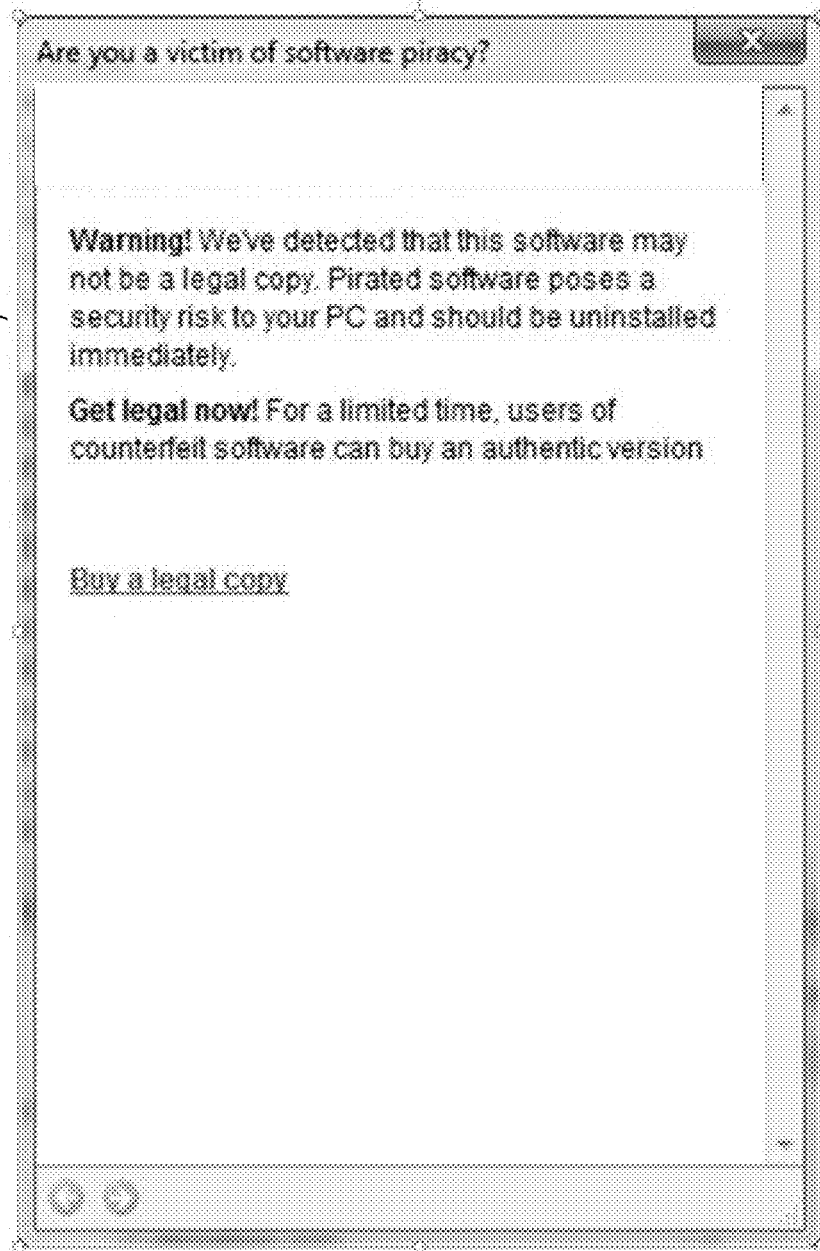 Are you a victim of software piracy?
Warning! We've detected that this software may
not be a legal copy. Pirated software poses a
security risk to your PC and should be uninstalled
immediately.
Get legal now! For a limited time, users of
counterfeit software can buy an authentic version
Buy a legal copy